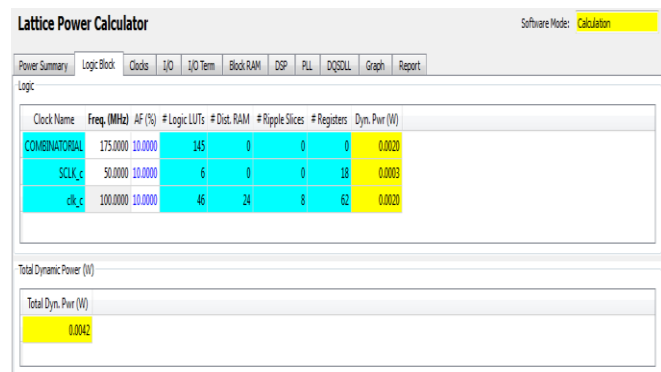 Lattice Power Calculator Software Mode: Calculation
Power Summary Logic Block Clocks I/O I/O Term Block RAM DSP PLL DQSDLL Graph Report
Logic
Clock Name Freq. (MHz) AF (%) # Logic LUTs # Dist. RAM # Ripple Slices # Registers Dyn. Pwr (W)
COMBINATORIAL 175.0000 10.0000 145 0 0 0 0.0020
SCLK_c 50.0000 10.0000 6 0 0 18 0.0003
clk_c 100.0000 10.0000 46 24 8 62 0.0020
Total Dynamic Power (W)
Total Dyn. Pwr (W)
0.0042